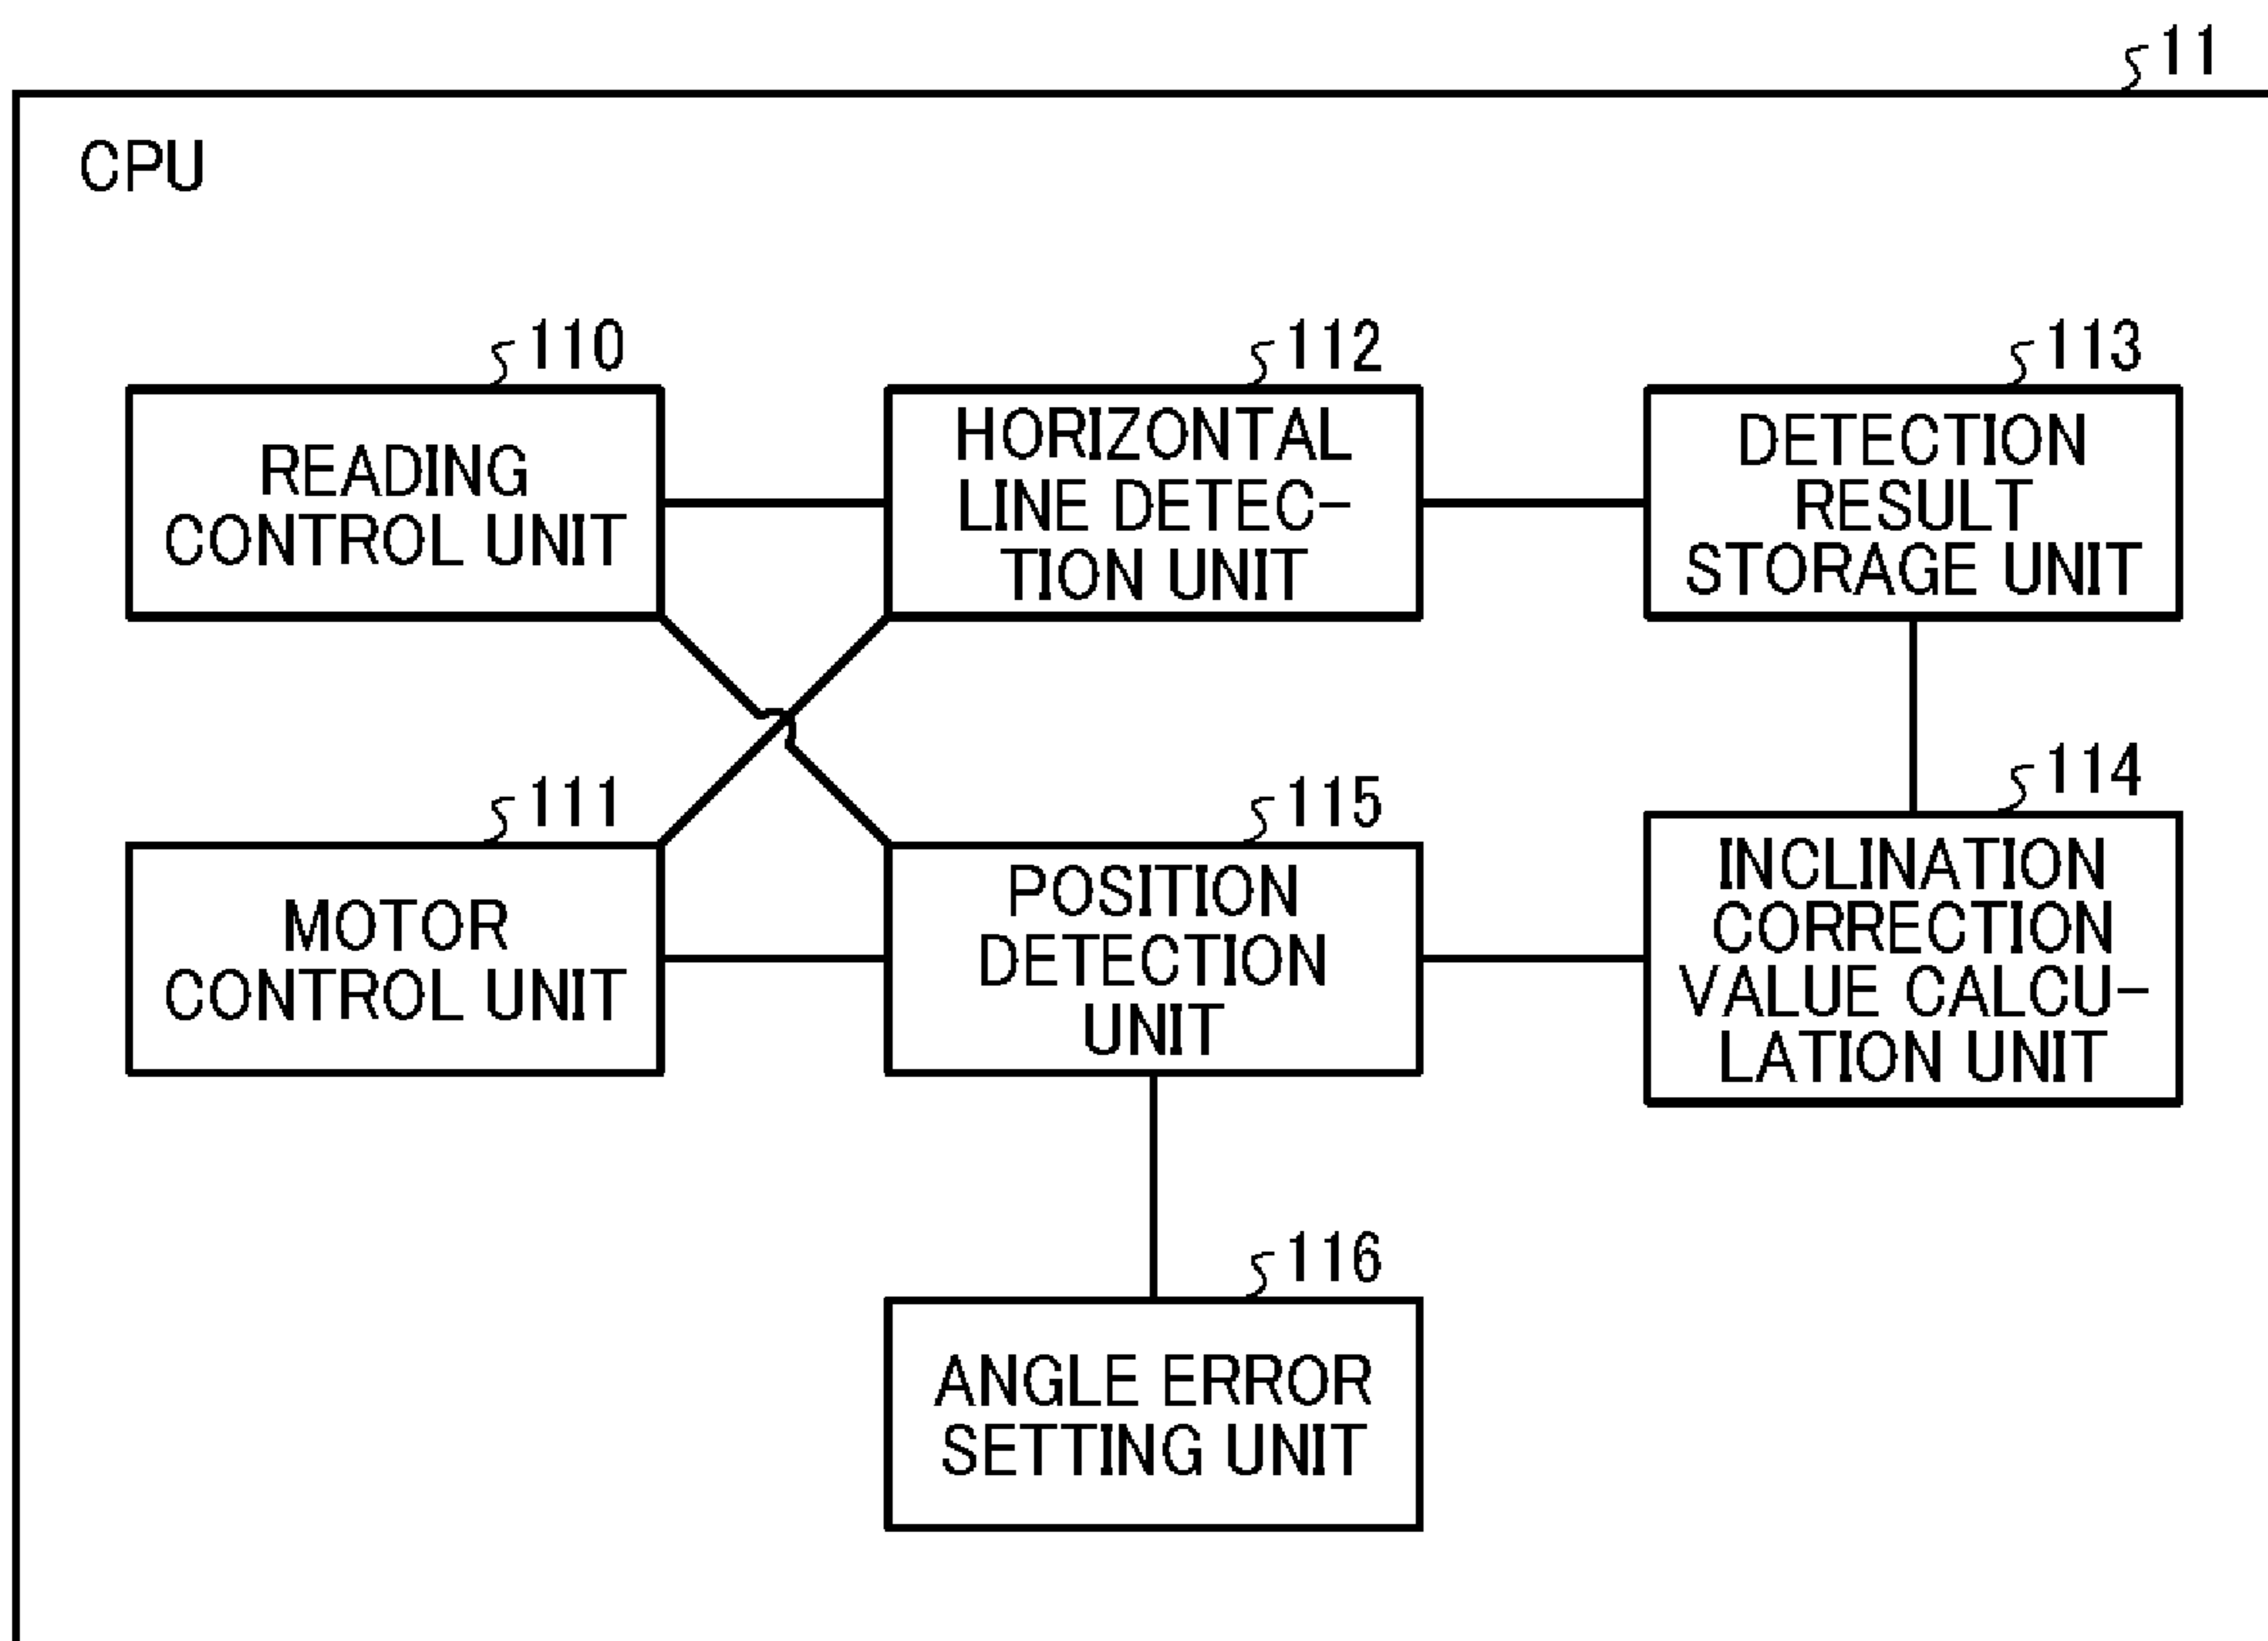 11
CPU
110
READING
CONTROL UNIT
112
HORIZONTAL
LINE DETEC-
TION UNIT
113
DETECTION
RESULT
STORAGE UNIT
111
MOTOR
CONTROL UNIT
115
POSITION
DETECTION
UNIT
114
INCLINATION
CORRECTION
VALUE CALCU-
LATION UNIT
116
ANGLE ERROR
SETTING UNIT